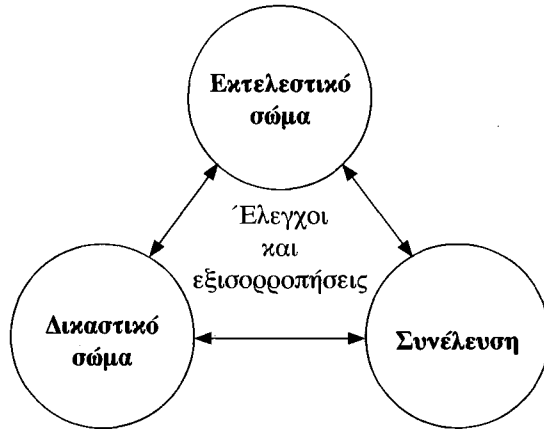 Εκτελεστικό
σώμα
Έλεγχοι
και
εξισορροπήσεις
Δικαστικό
σώμα
Συνέλευση